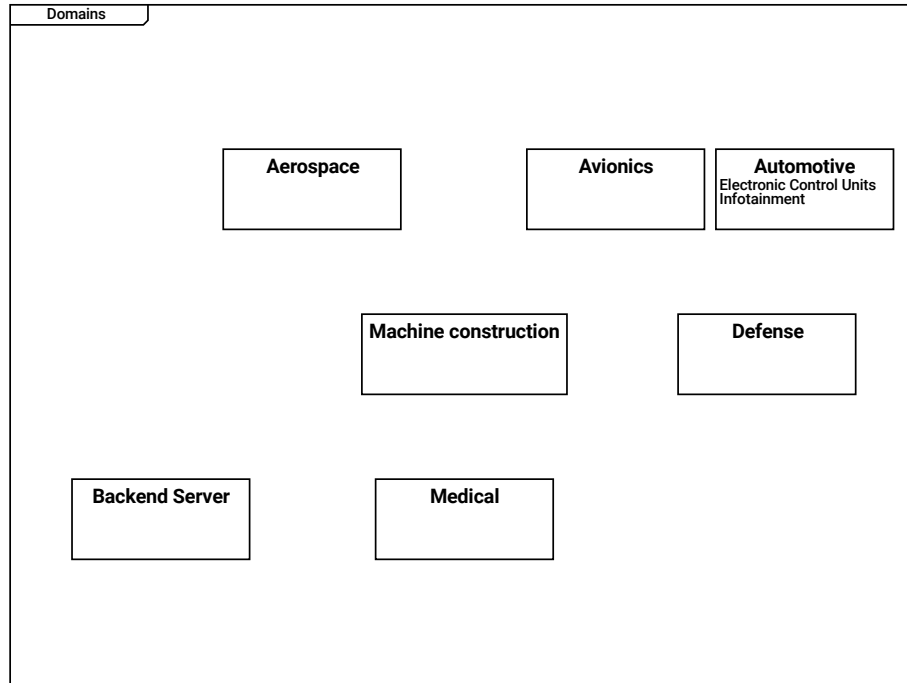 Domains
Aerospace
Avionics
Automotive
Electronic Control Units
Infotainment
Machine construction
Defense
Backend Server
Medical